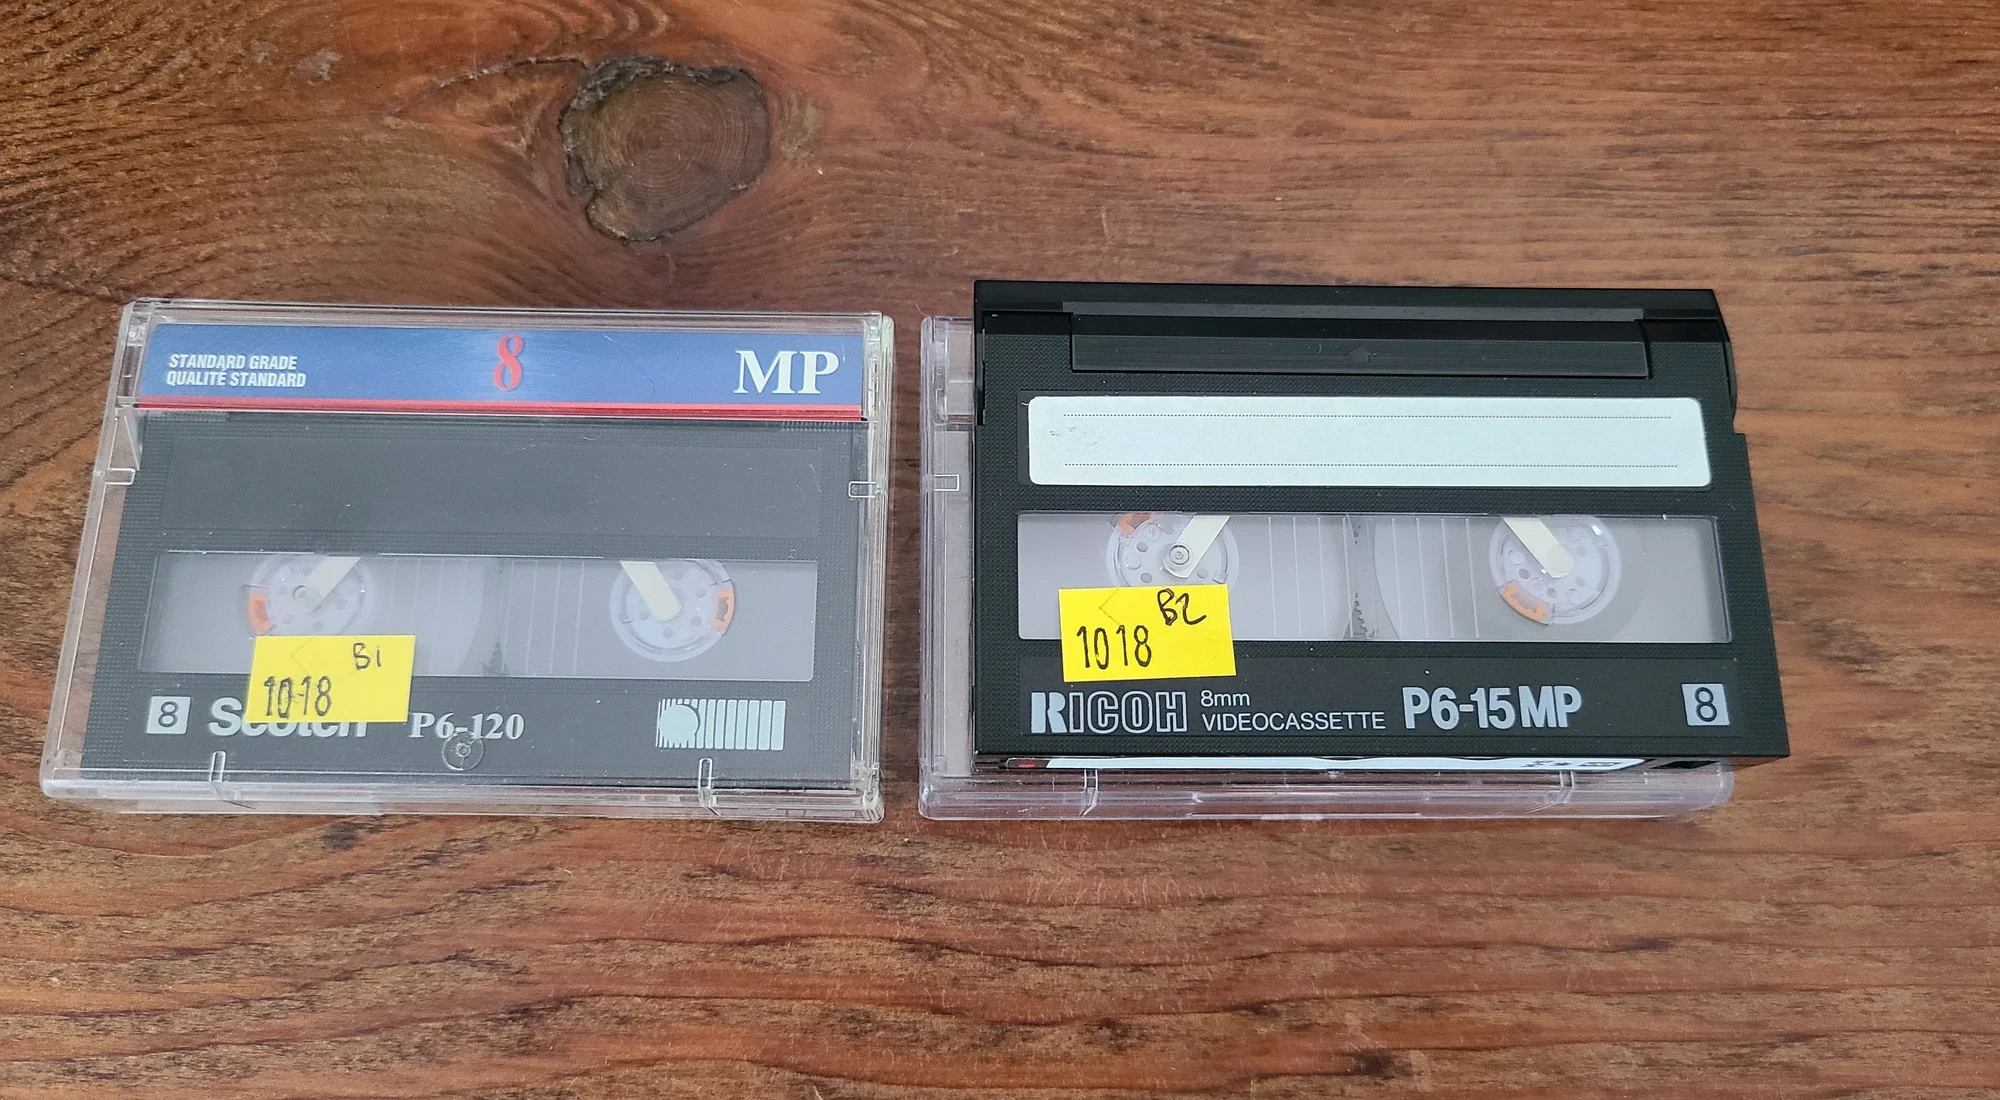 STANDARD GRADE
QUALITÉ STANDARD
8
MP
B1
1018
8 Scotch P6-120
B2
1018
RICOH 8mm VIDEOCASSETTE P6-15MP 8